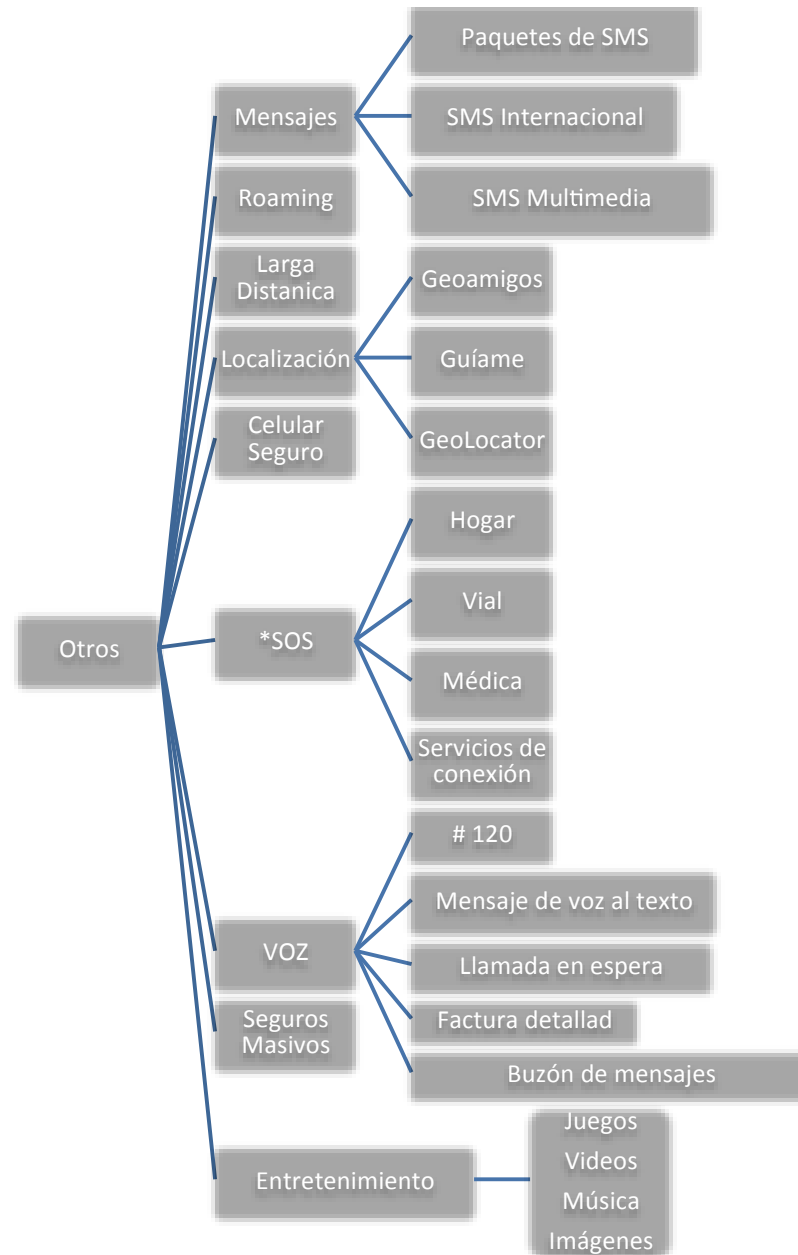 Otros
Mensajes
Paquetes de SMS
SMS Internacional
SMS Multimedia
Roaming
Larga
Distanica
Localización
Geoamigos
Guíame
GeoLocator
Celular
Seguro
*SOS
Hogar
Vial
Médica
Servicios de
conexión
VOZ
# 120
Mensaje de voz al texto
Llamada en espera
Factura detallad
Buzón de mensajes
Seguros
Masivos
Entretenimiento
Juegos
Videos
Música
Imágenes